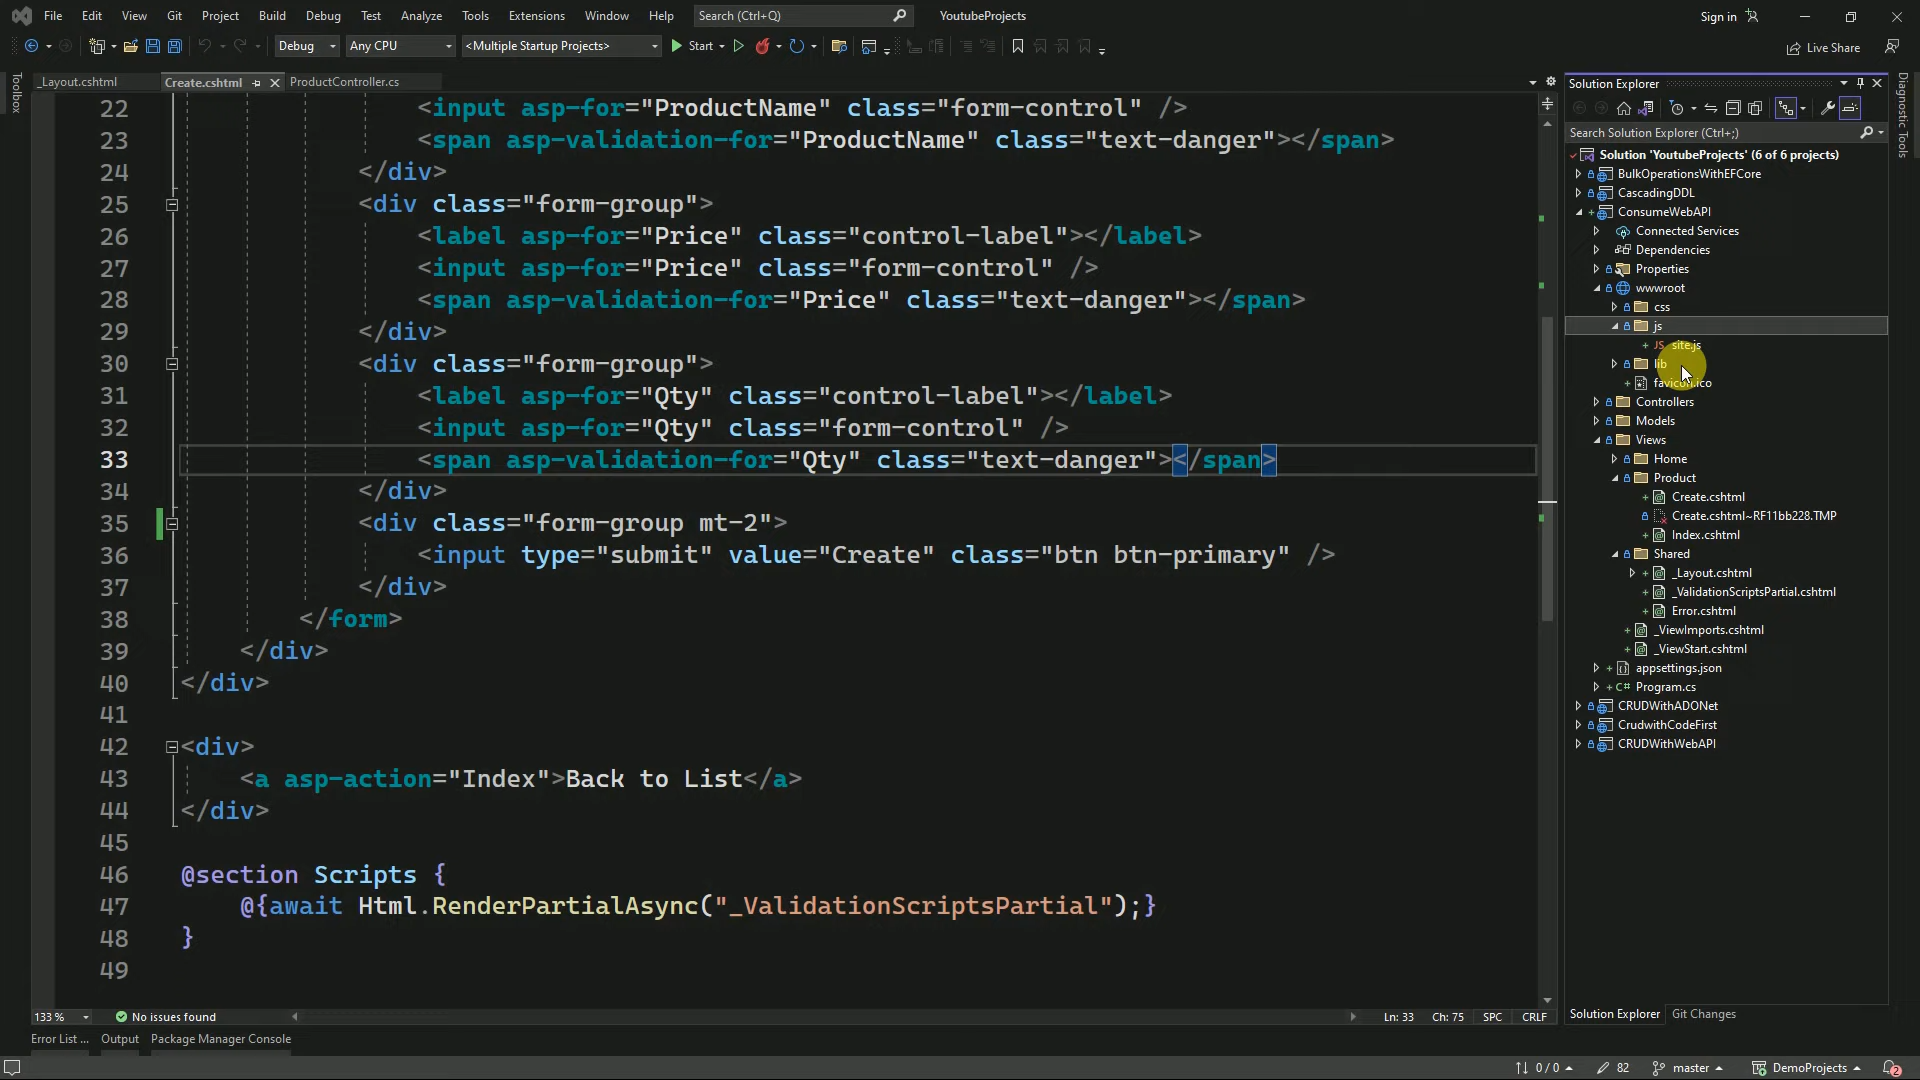 File Edit View Git Project Build Debug Test Analyze Tools Extensions Window Help Search (Ctrl+Q) YoutubeProjects Sign in
Debug Any CPU <Multiple Startup Projects> Start Live Share
Toolbox
_Layout.cshtml Create.cshtml ProductController.cs
22 <input asp-for="ProductName" class="form-control" />
23 <span asp-validation-for="ProductName" class="text-danger"></span>
24 </div>
25 <div class="form-group">
26 <label asp-for="Price" class="control-label"></label>
27 <input asp-for="Price" class="form-control" />
28 <span asp-validation-for="Price" class="text-danger"></span>
29 </div>
30 <div class="form-group">
31 <label asp-for="Qty" class="control-label"></label>
32 <input asp-for="Qty" class="form-control" />
33 <span asp-validation-for="Qty" class="text-danger"></span>
34 </div>
35 <div class="form-group mt-2">
36 <input type="submit" value="Create" class="btn btn-primary" />
37 </div>
38 </form>
39 </div>
40 </div>
41
42 <div>
43 <a asp-action="Index">Back to List</a>
44 </div>
45
46 @section Scripts {
47 @{await Html.RenderPartialAsync("_ValidationScriptsPartial");}
48 }
49
133 % No issues found Ln: 33 Ch: 75 SPC CRLF
Error List ... Output Package Manager Console
Solution Explorer
Search Solution Explorer (Ctrl+;)
Solution 'YoutubeProjects' (6 of 6 projects)
BulkOperationsWithEFCore
CascadingDDL
ConsumeWebAPI
Connected Services
Dependencies
Properties
wwwroot
css
js
JS site.js
lib
favicon.ico
Controllers
Models
Views
Home
Product
Create.cshtml
Create.cshtml~RF11bb228.TMP
Index.cshtml
Shared
_Layout.cshtml
_ValidationScriptsPartial.cshtml
Error.cshtml
_ViewImports.cshtml
_ViewStart.cshtml
appsettings.json
C# Program.cs
CRUDWithADONet
CrudwithCodeFirst
CRUDWithWebAPI
Solution Explorer Git Changes
Diagnostic Tools
0 / 0 82 master DemoProjects 2